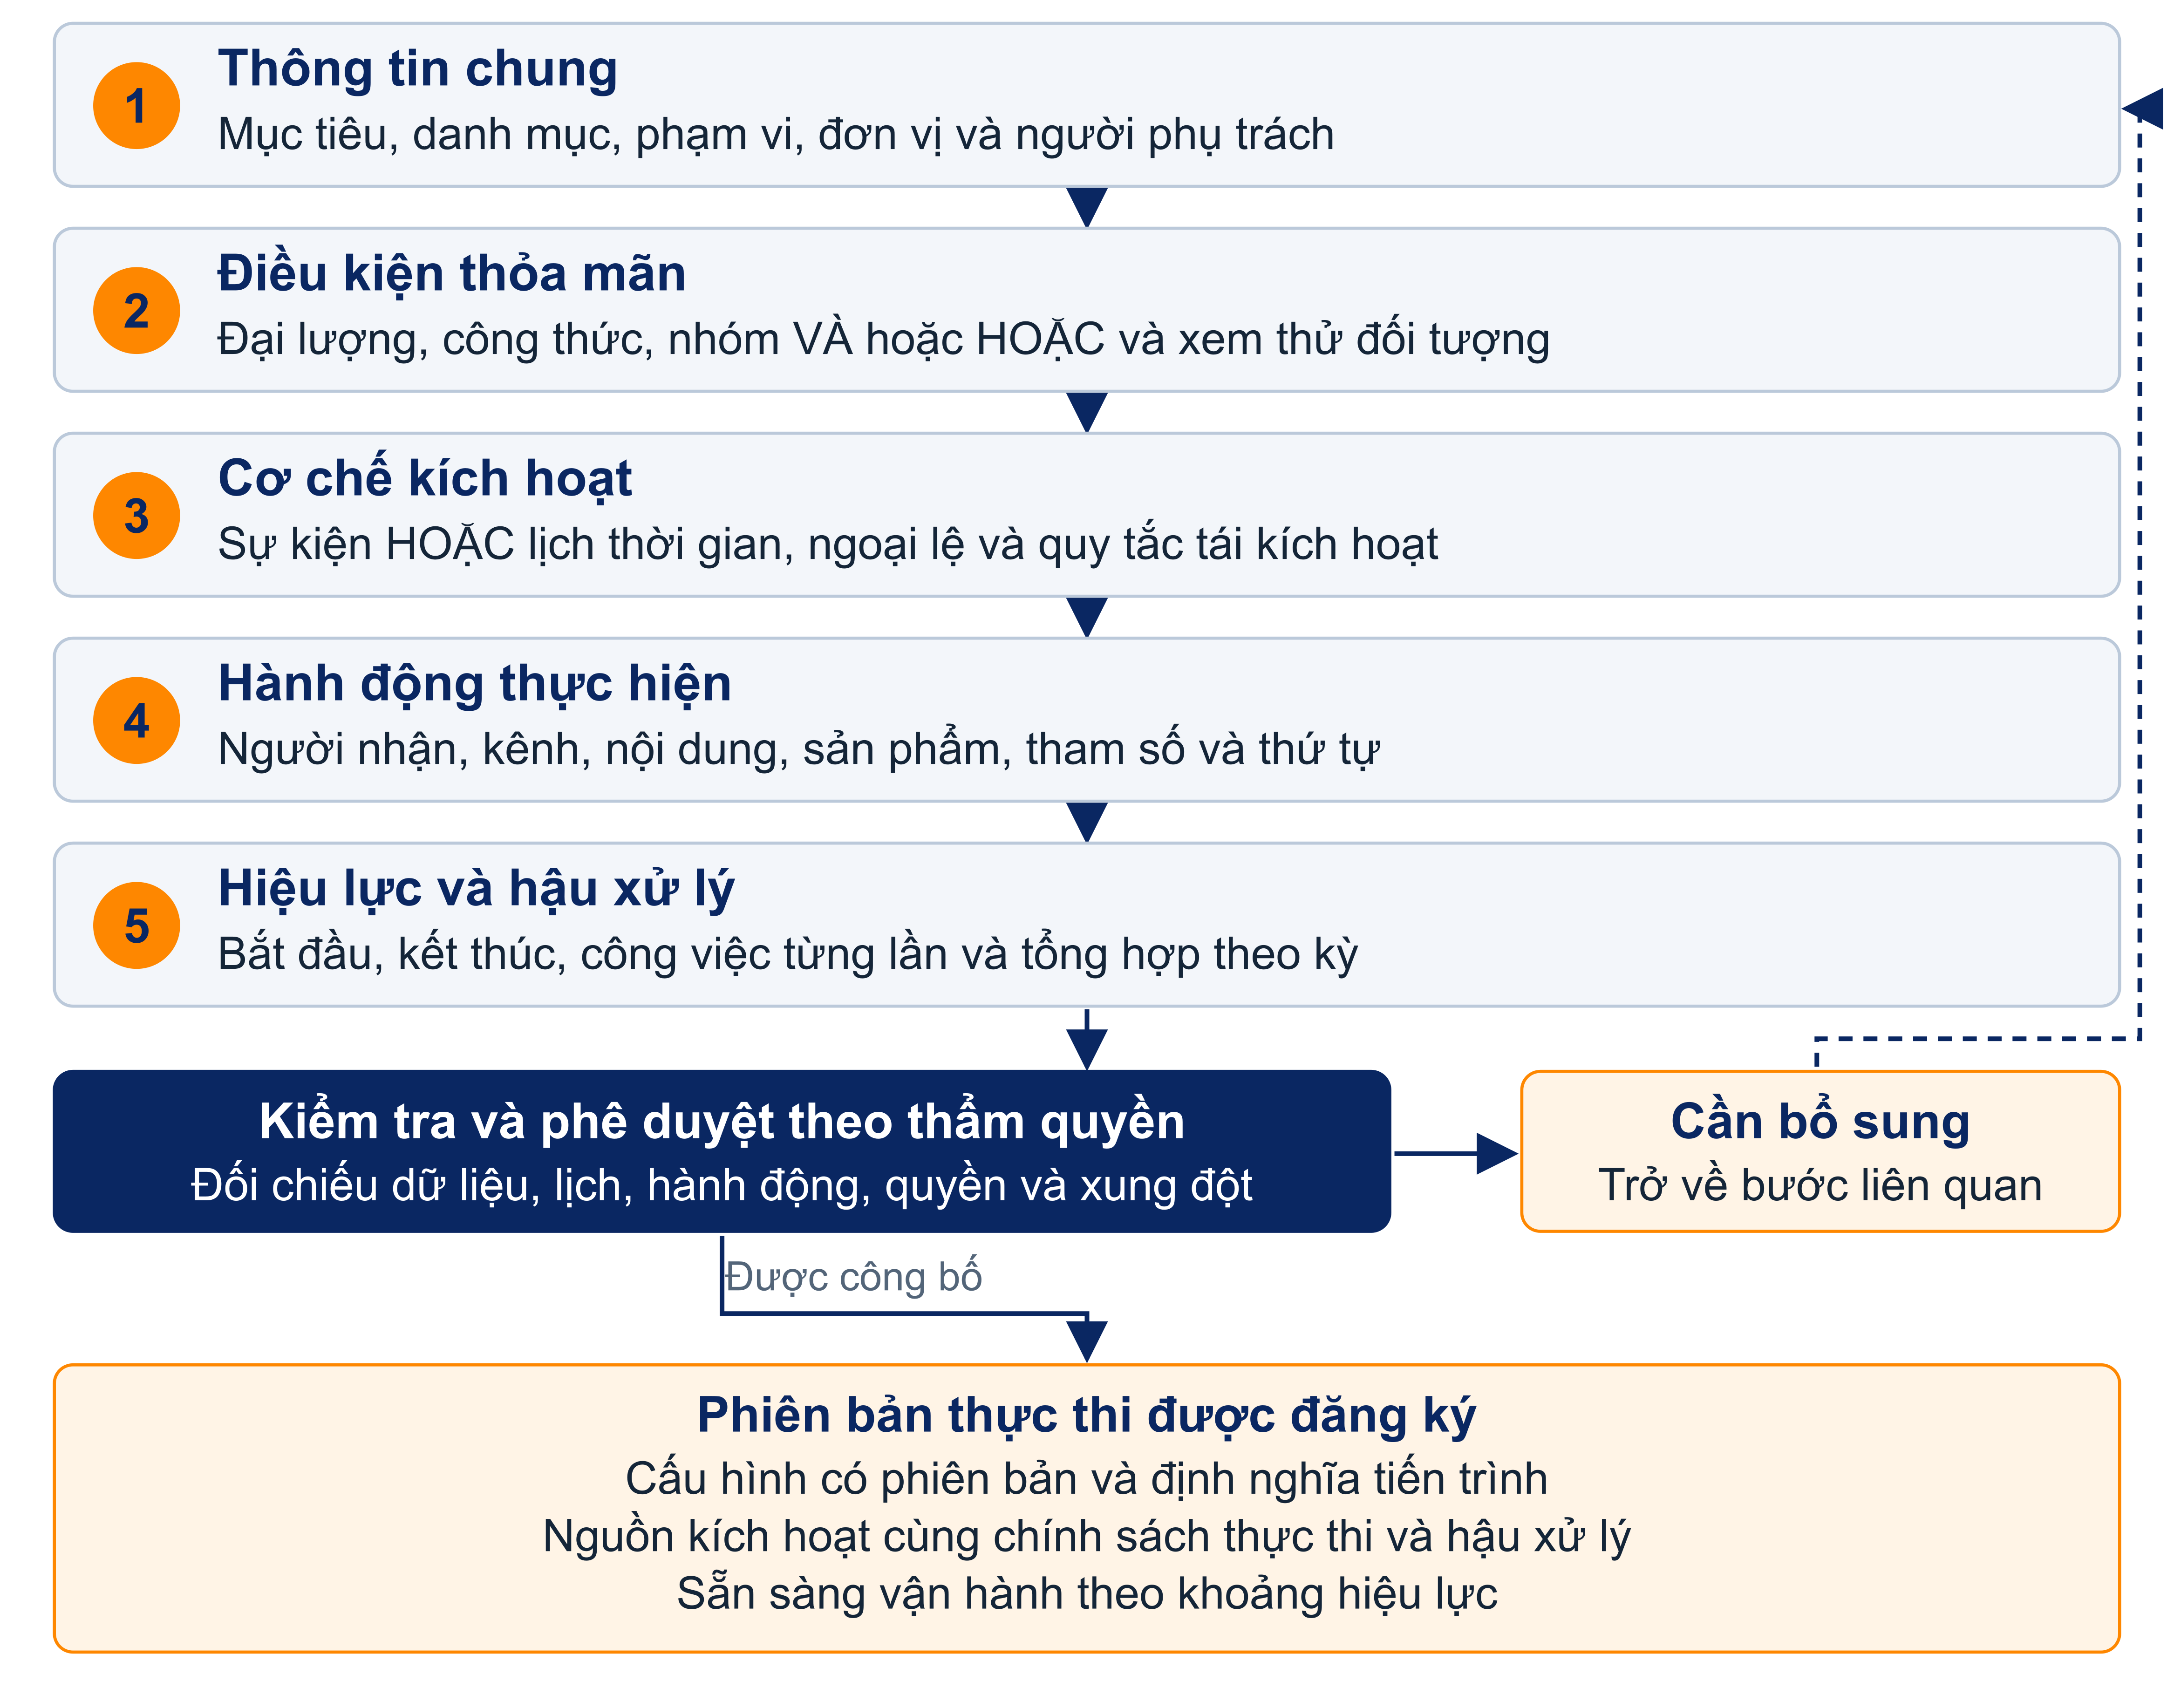 1
Thông tin chung
Mục tiêu, danh mục, phạm vi, đơn vị và người phụ trách
2
Điều kiện thỏa mãn
Đại lượng, công thức, nhóm VÀ hoặc HOẶC và xem thử đối tượng
3
Cơ chế kích hoạt
Sự kiện HOẶC lịch thời gian, ngoại lệ và quy tắc tái kích hoạt
4
Hành động thực hiện
Người nhận, kênh, nội dung, sản phẩm, tham số và thứ tự
5
Hiệu lực và hậu xử lý
Bắt đầu, kết thúc, công việc từng lần và tổng hợp theo kỳ
Kiểm tra và phê duyệt theo thẩm quyền
Đối chiếu dữ liệu, lịch, hành động, quyền và xung đột
Cần bổ sung
Trở về bước liên quan
Được công bố
Phiên bản thực thi được đăng ký
Cấu hình có phiên bản và định nghĩa tiến trình
Nguồn kích hoạt cùng chính sách thực thi và hậu xử lý
Sẵn sàng vận hành theo khoảng hiệu lực